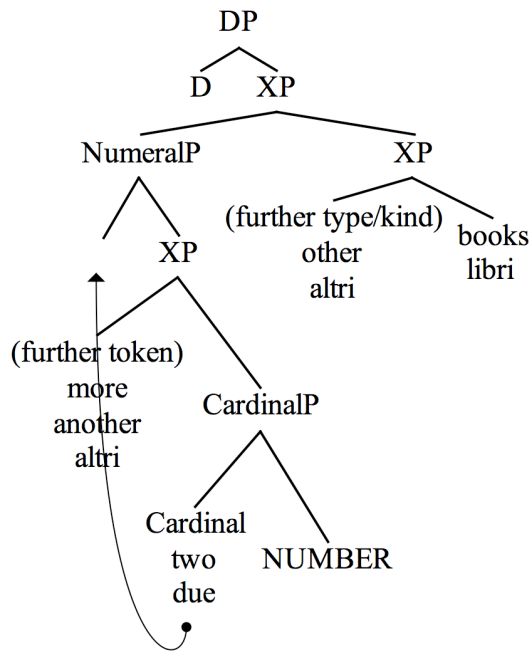 DP
D XP
NumeralP XP
(further type/kind) books
other libri
altri
XP
(further token)
more
another
altri
CardinalP
Cardinal NUMBER
two
due